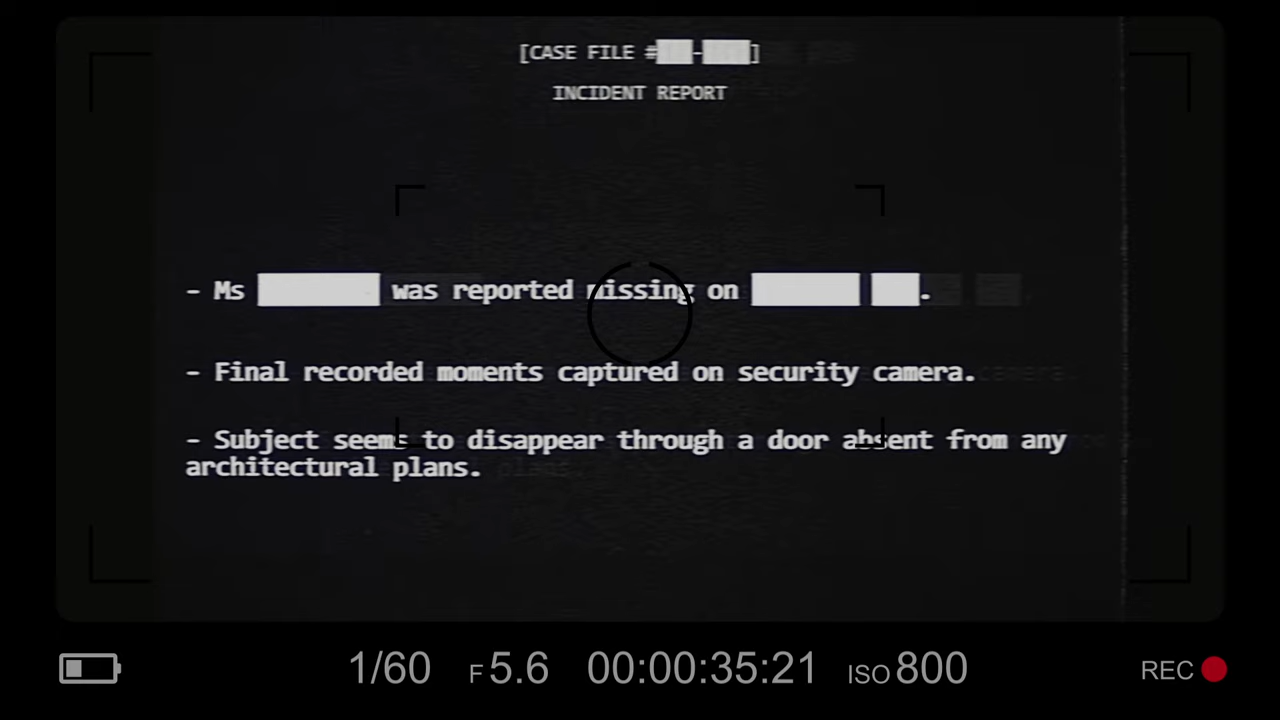 [CASE FILE #██-███]
INCIDENT REPORT
- Ms ███████ was reported missing on ██████ ███.
- Final recorded moments captured on security camera.
- Subject seems to disappear through a door absent from any
architectural plans.
1/60 F5.6 00:00:35:21 ISO800 REC